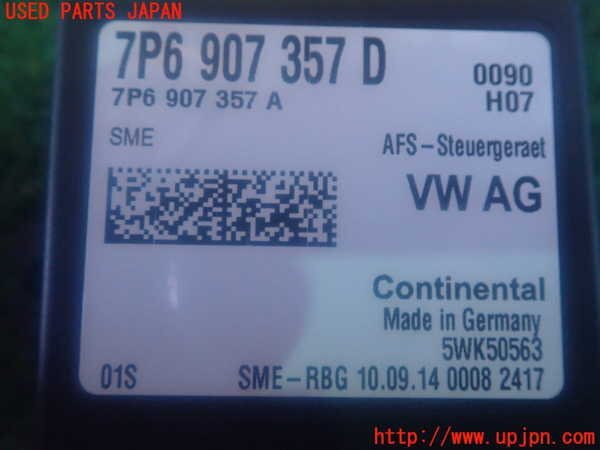 USED PARTS JAPAN
7P6 907 357 D
0090
7P6 907 357 A
H07
SME
AFS-Steuergeraet
VW AG
Continental
Made in Germany
5WK50563
01S SME-RBG 10.09.14 0008 2417
http://www.upjpn.com